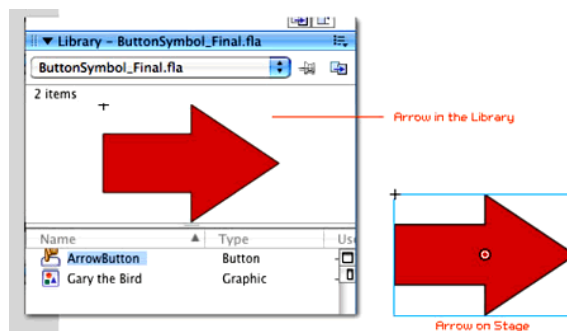 Library – ButtonSymbol_Final.fla
ButtonSymbol_Final.fla
2 items
Arrow in the Library
Name Type Use
ArrowButton Button
Gary the Bird Graphic
Arrow on Stage